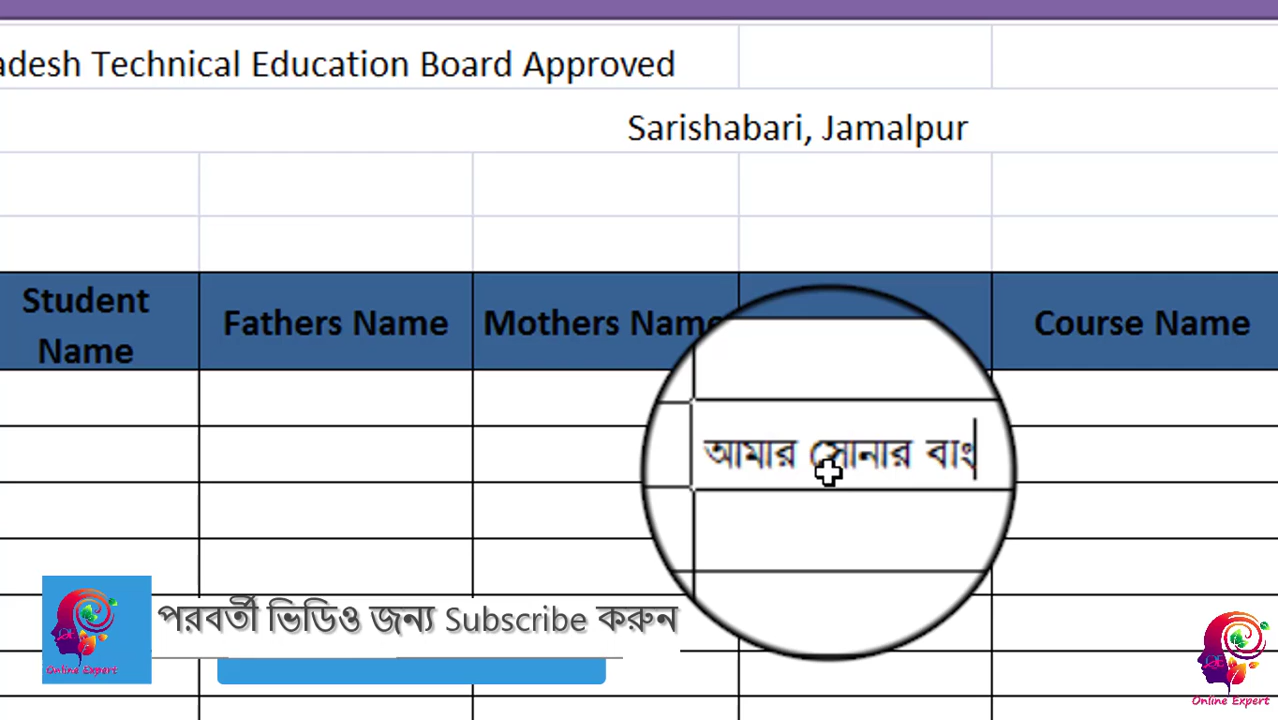 adesh Technical Education Board Approved
Sarishabari, Jamalpur
Student
Name
Fathers Name
Mothers Name
Course Name
আমার সোনার বাং
পরবর্তী ভিডিও জন্য Subscribe করুন
Online Expert
Online Expert